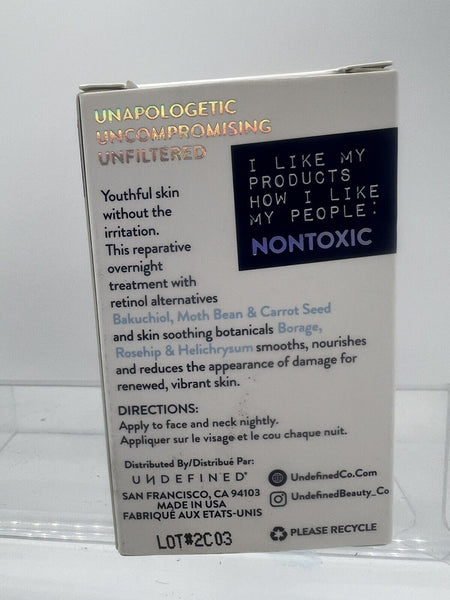 UNAPOLOGETIC
UNCOMPROMISING
UNFILTERED
I LIKE MY
PRODUCTS
HOW I LIKE
MY PEOPLE:
NONTOXIC
Youthful skin
without the
irritation.
This reparative
overnight
treatment with
retinol alternatives
Bakuchiol, Moth Bean & Carrot Seed
and skin soothing botanicals Borage,
Rosehip & Helichrysum smooths, nourishes
and reduces the appearance of damage for
renewed, vibrant skin.
DIRECTIONS:
Apply to face and neck nightly.
Appliquer sur le visage et le cou chaque nuit.
Distributed By/Distribué Par:
UNDEFINED®
SAN FRANCISCO, CA 94103
MADE IN USA
FABRIQUÉ AUX ETATS-UNIS
UndefinedCo.Com
UndefinedBeauty_Co
LOT#2C03
PLEASE RECYCLE